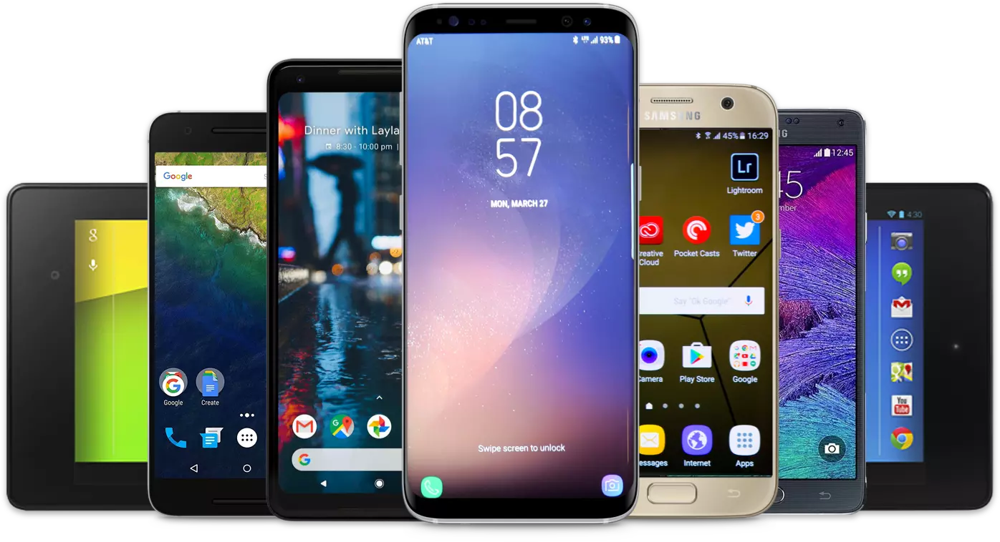 g
Google
S
Google
Create
Dinner with Layla
8:30 - 10:00 pm |
G
AT&T
LTE
93%
08
57
MON, MARCH 27
Swipe screen to unlock
SAMSUNG
45% 16:29
Lr
Lightroom
3
reative
Cloud
Pocket Casts
Twitter
Say "Ok Google"
amera
Play Store
Google
essages
Internet
Apps
NG
12:45
45
mber
4:30
You
Tube